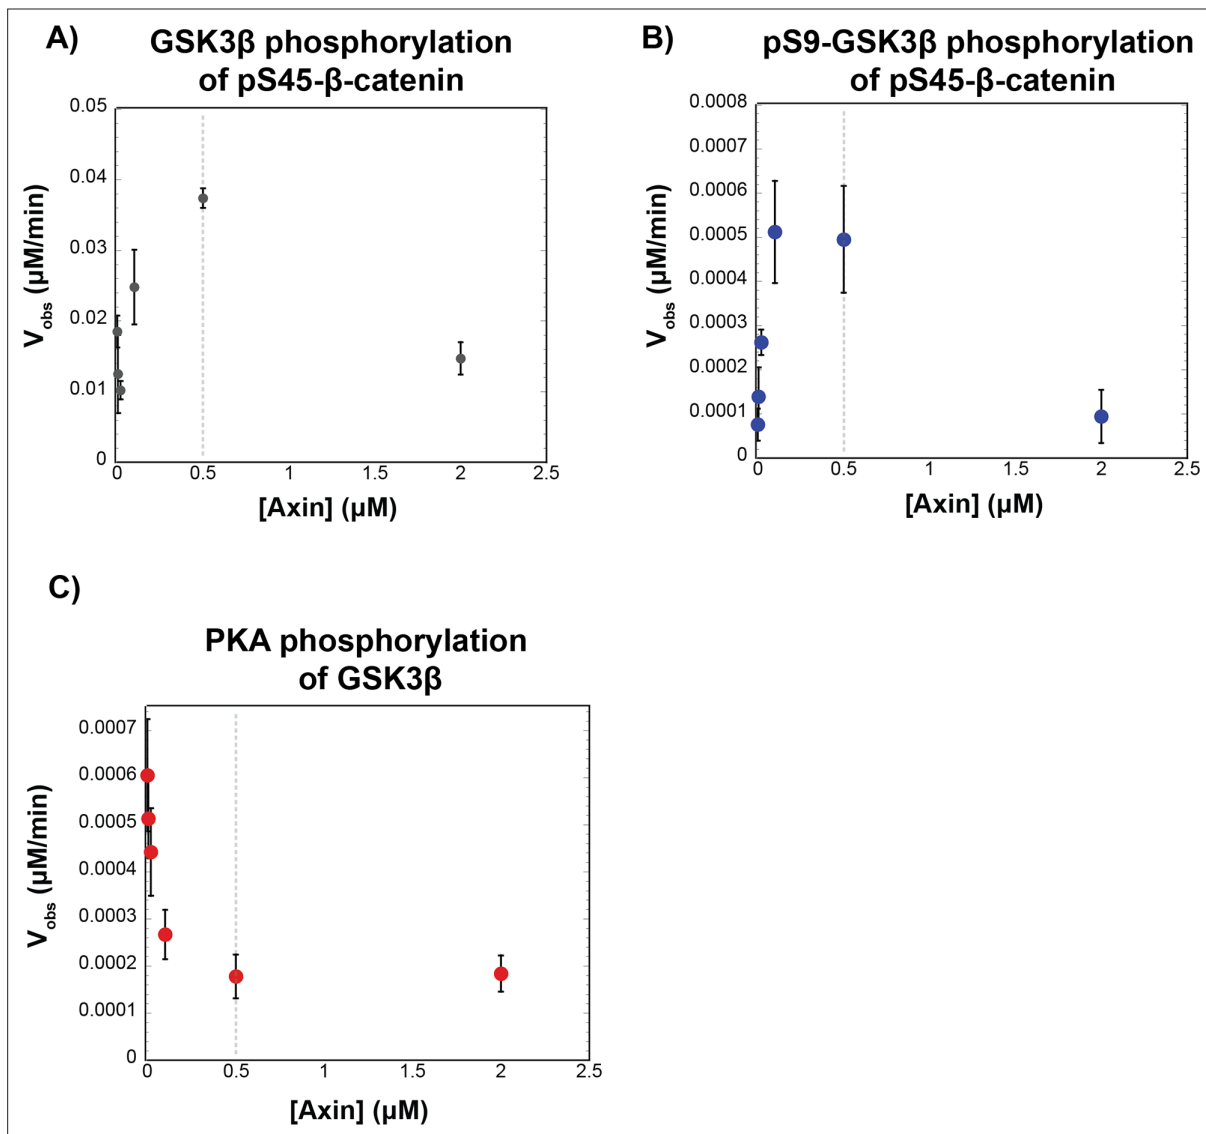 A)
GSK3β phosphorylation
of pS45-β-catenin
0.05
0.04
0.03
0.02
0.01
0
V_obs (µM/min)
0 0.5 1 1.5 2 2.5
[Axin] (µM)
B)
pS9-GSK3β phosphorylation
of pS45-β-catenin
0.0008
0.0007
0.0006
0.0005
0.0004
0.0003
0.0002
0.0001
0
V_obs (µM/min)
0 0.5 1 1.5 2 2.5
[Axin] (µM)
C)
PKA phosphorylation
of GSK3β
0.0007
0.0006
0.0005
0.0004
0.0003
0.0002
0.0001
0
V_obs (µM/min)
0 0.5 1 1.5 2 2.5
[Axin] (µM)